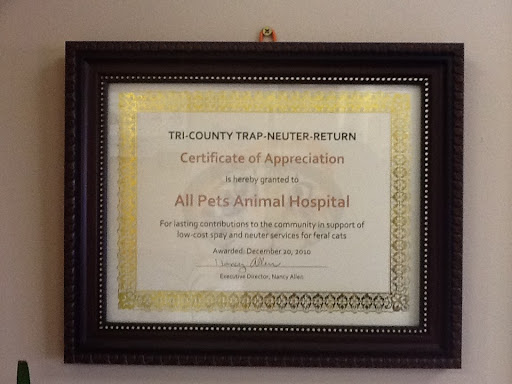 TRI-COUNTY TRAP-NEUTER-RETURN
Certificate of Appreciation
Is hereby granted to
All Pets Animal Hospital
For lasting contributions to the community in support of
low-cost spay and neuter services for feral cats
Awarded: December 20, 2010
Nancy Allen
Executive Director, Nancy Allen